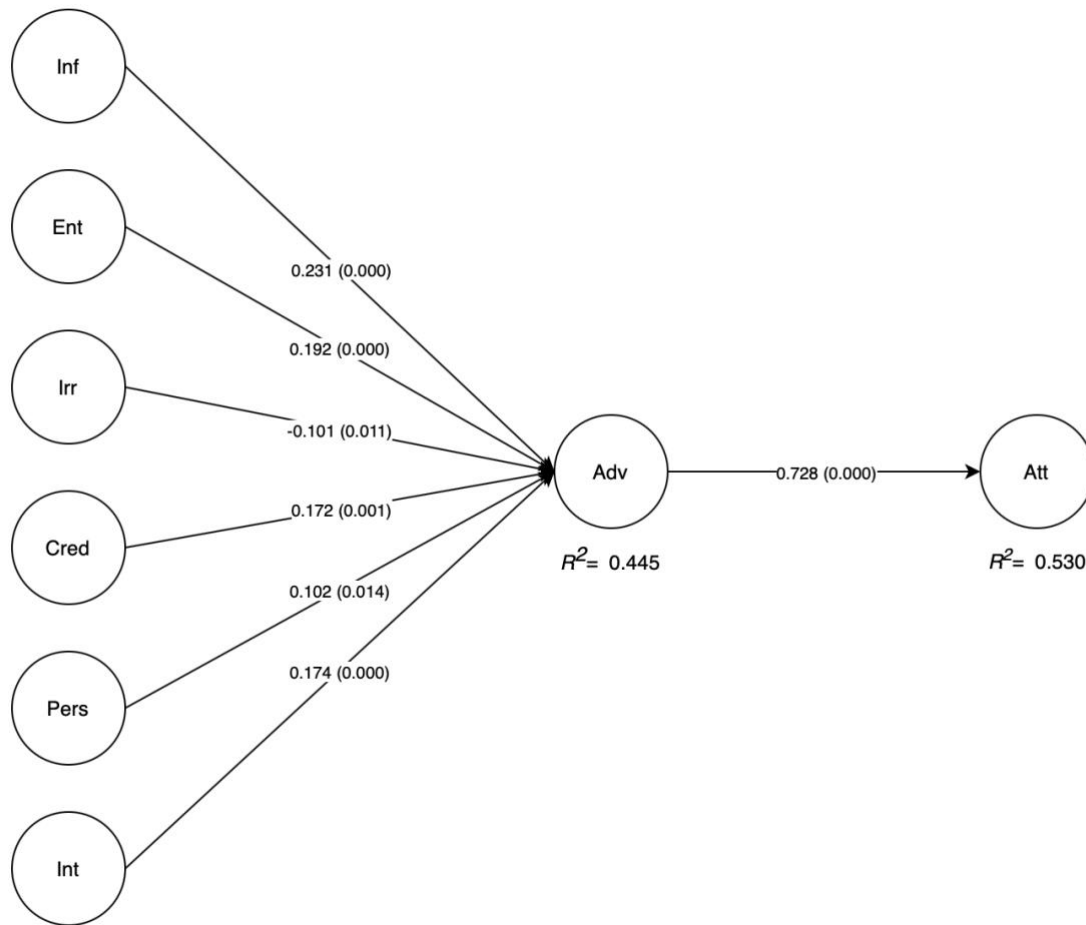 Inf
Ent
0.231 (0.000)
0.192 (0.000)
Irr
-0.101 (0.011)
Adv
0.728 (0.000)
Att
0.172 (0.001)
Cred
R²= 0.445
R²= 0.530
0.102 (0.014)
0.174 (0.000)
Pers
Int